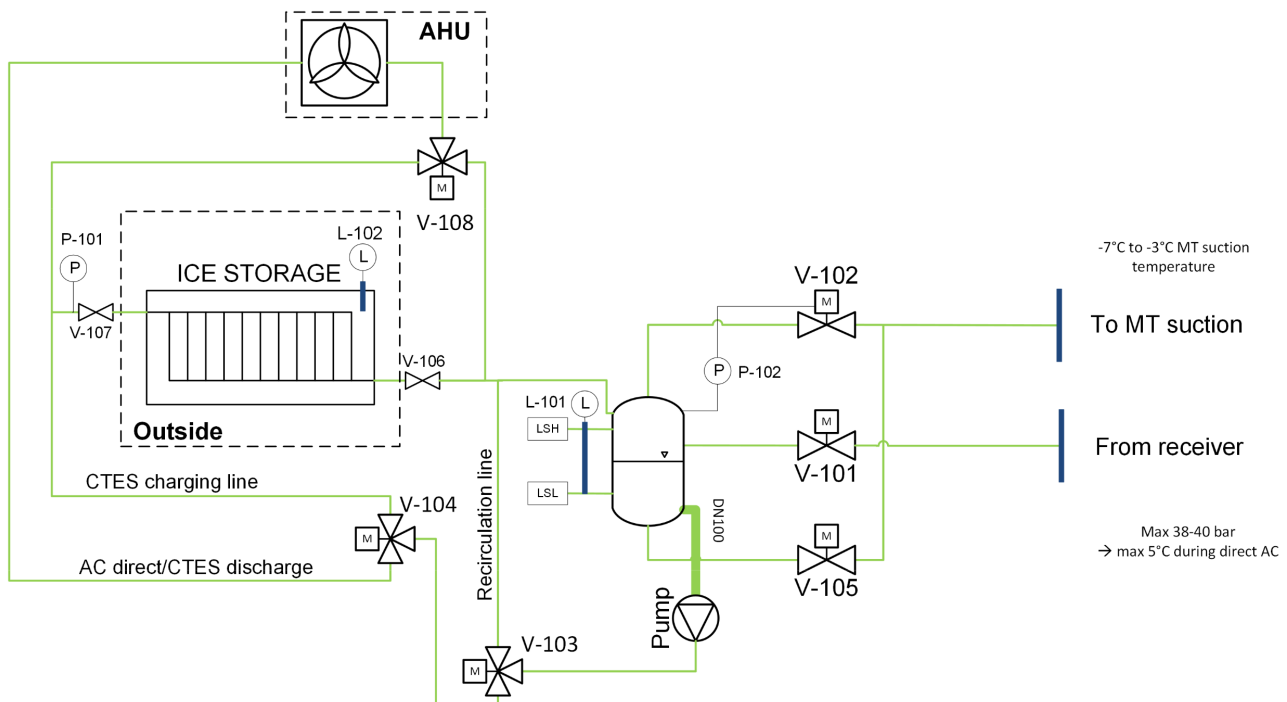 AHU
M
V-108
P-101
P
L-102
L
ICE STORAGE
V-107
V-106
Outside
CTES charging line
V-104
M
AC direct/CTES discharge
Recirculation line
M
V-103
L-101
L
LSH
LSL
DN100
Pump
P
P-102
V-102
M
M
V-101
M
V-105
-7°C to -3°C MT suction
temperature
To MT suction
From receiver
Max 38-40 bar
→ max 5°C during direct AC